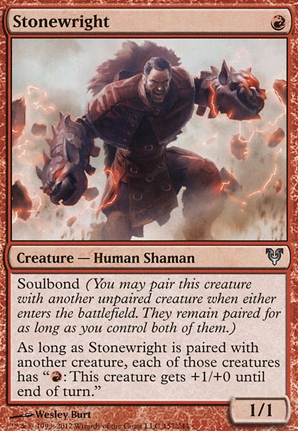 Stonewright
Creature — Human Shaman
Soulbond (You may pair this creature
with another unpaired creature when either
enters the battlefield. They remain paired for
as long as you control both of them.)
As long as Stonewright is paired with
another creature, each of those creatures
has “: This creature gets +1/+0 until
end of turn.”
Wesley Burt
1/1